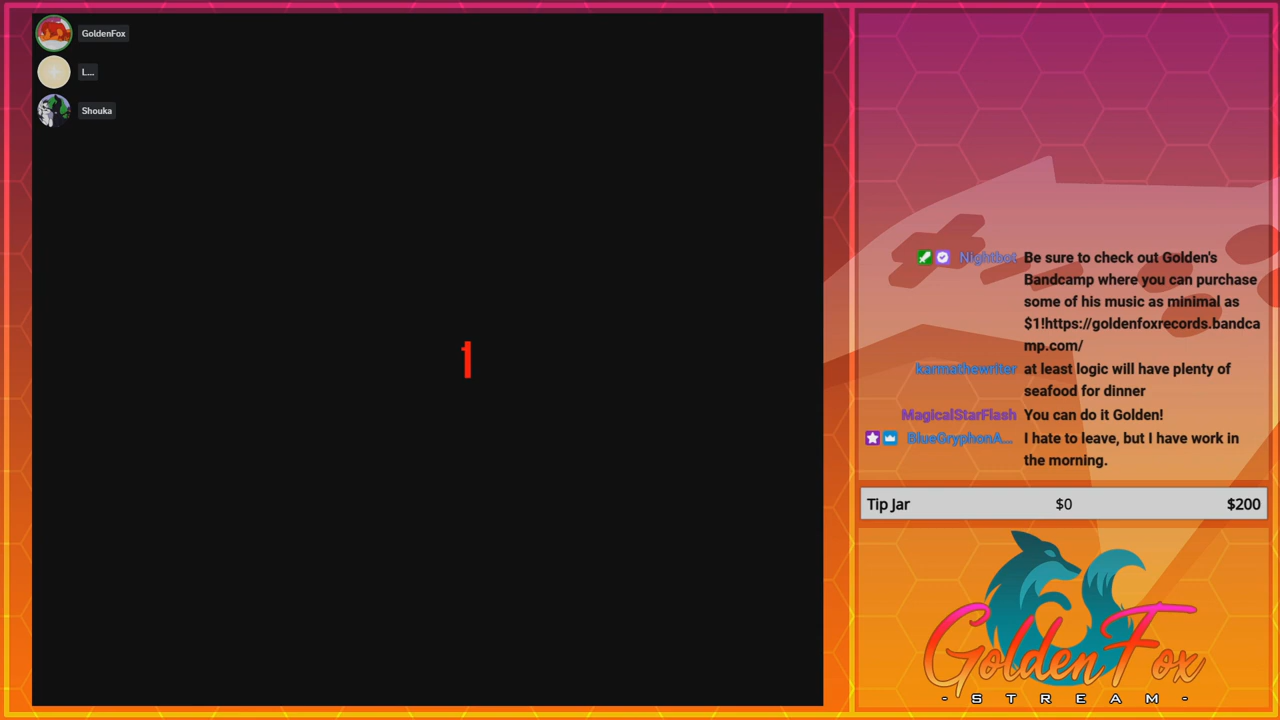 GoldenFox
L...
Shouka
1
Nightbot Be sure to check out Golden's
Bandcamp where you can purchase
some of his music as minimal as
$1!https://goldenfoxrecords.bandca
mp.com/
karmathewriter at least logic will have plenty of
seafood for dinner
MagicalStarFlash You can do it Golden!
BlueGryphonA... I hate to leave, but I have work in
the morning.
Tip Jar $0 $200
GoldenFox
- STREAM -